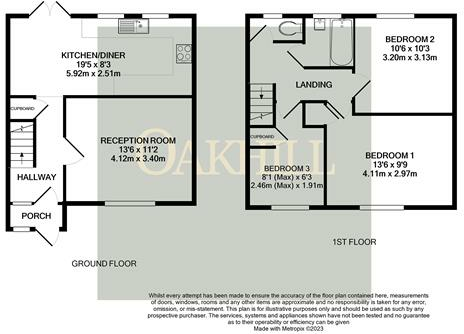 KITCHEN/DINER
19'5 x 8'3
5.92m x 2.51m
CUPBOARD
RECEPTION ROOM
13'6 x 11'2
4.12m x 3.40m
HALLWAY
PORCH
GROUND FLOOR
BEDROOM 2
10'6 x 10'3
3.20m x 3.13m
LANDING
CUPBOARD
BEDROOM 3
8'1 (Max) x 6'3
2.46m (Max) x 1.91m
BEDROOM 1
13'6 x 9'9
4.11m x 2.97m
1ST FLOOR
OAKHILL
Whilst every attempt has been made to ensure the accuracy of the floor plan contained here, measurements
of doors, windows, rooms and any other items are approximate and no responsibility is taken for any error,
omission, or mis-statement. This plan is for illustrative purposes only and should be used as such by any
prospective purchaser. The services, systems and appliances shown have not been tested and no guarantee
as to their operability or efficiency can be given
Made with Metropix ©2023